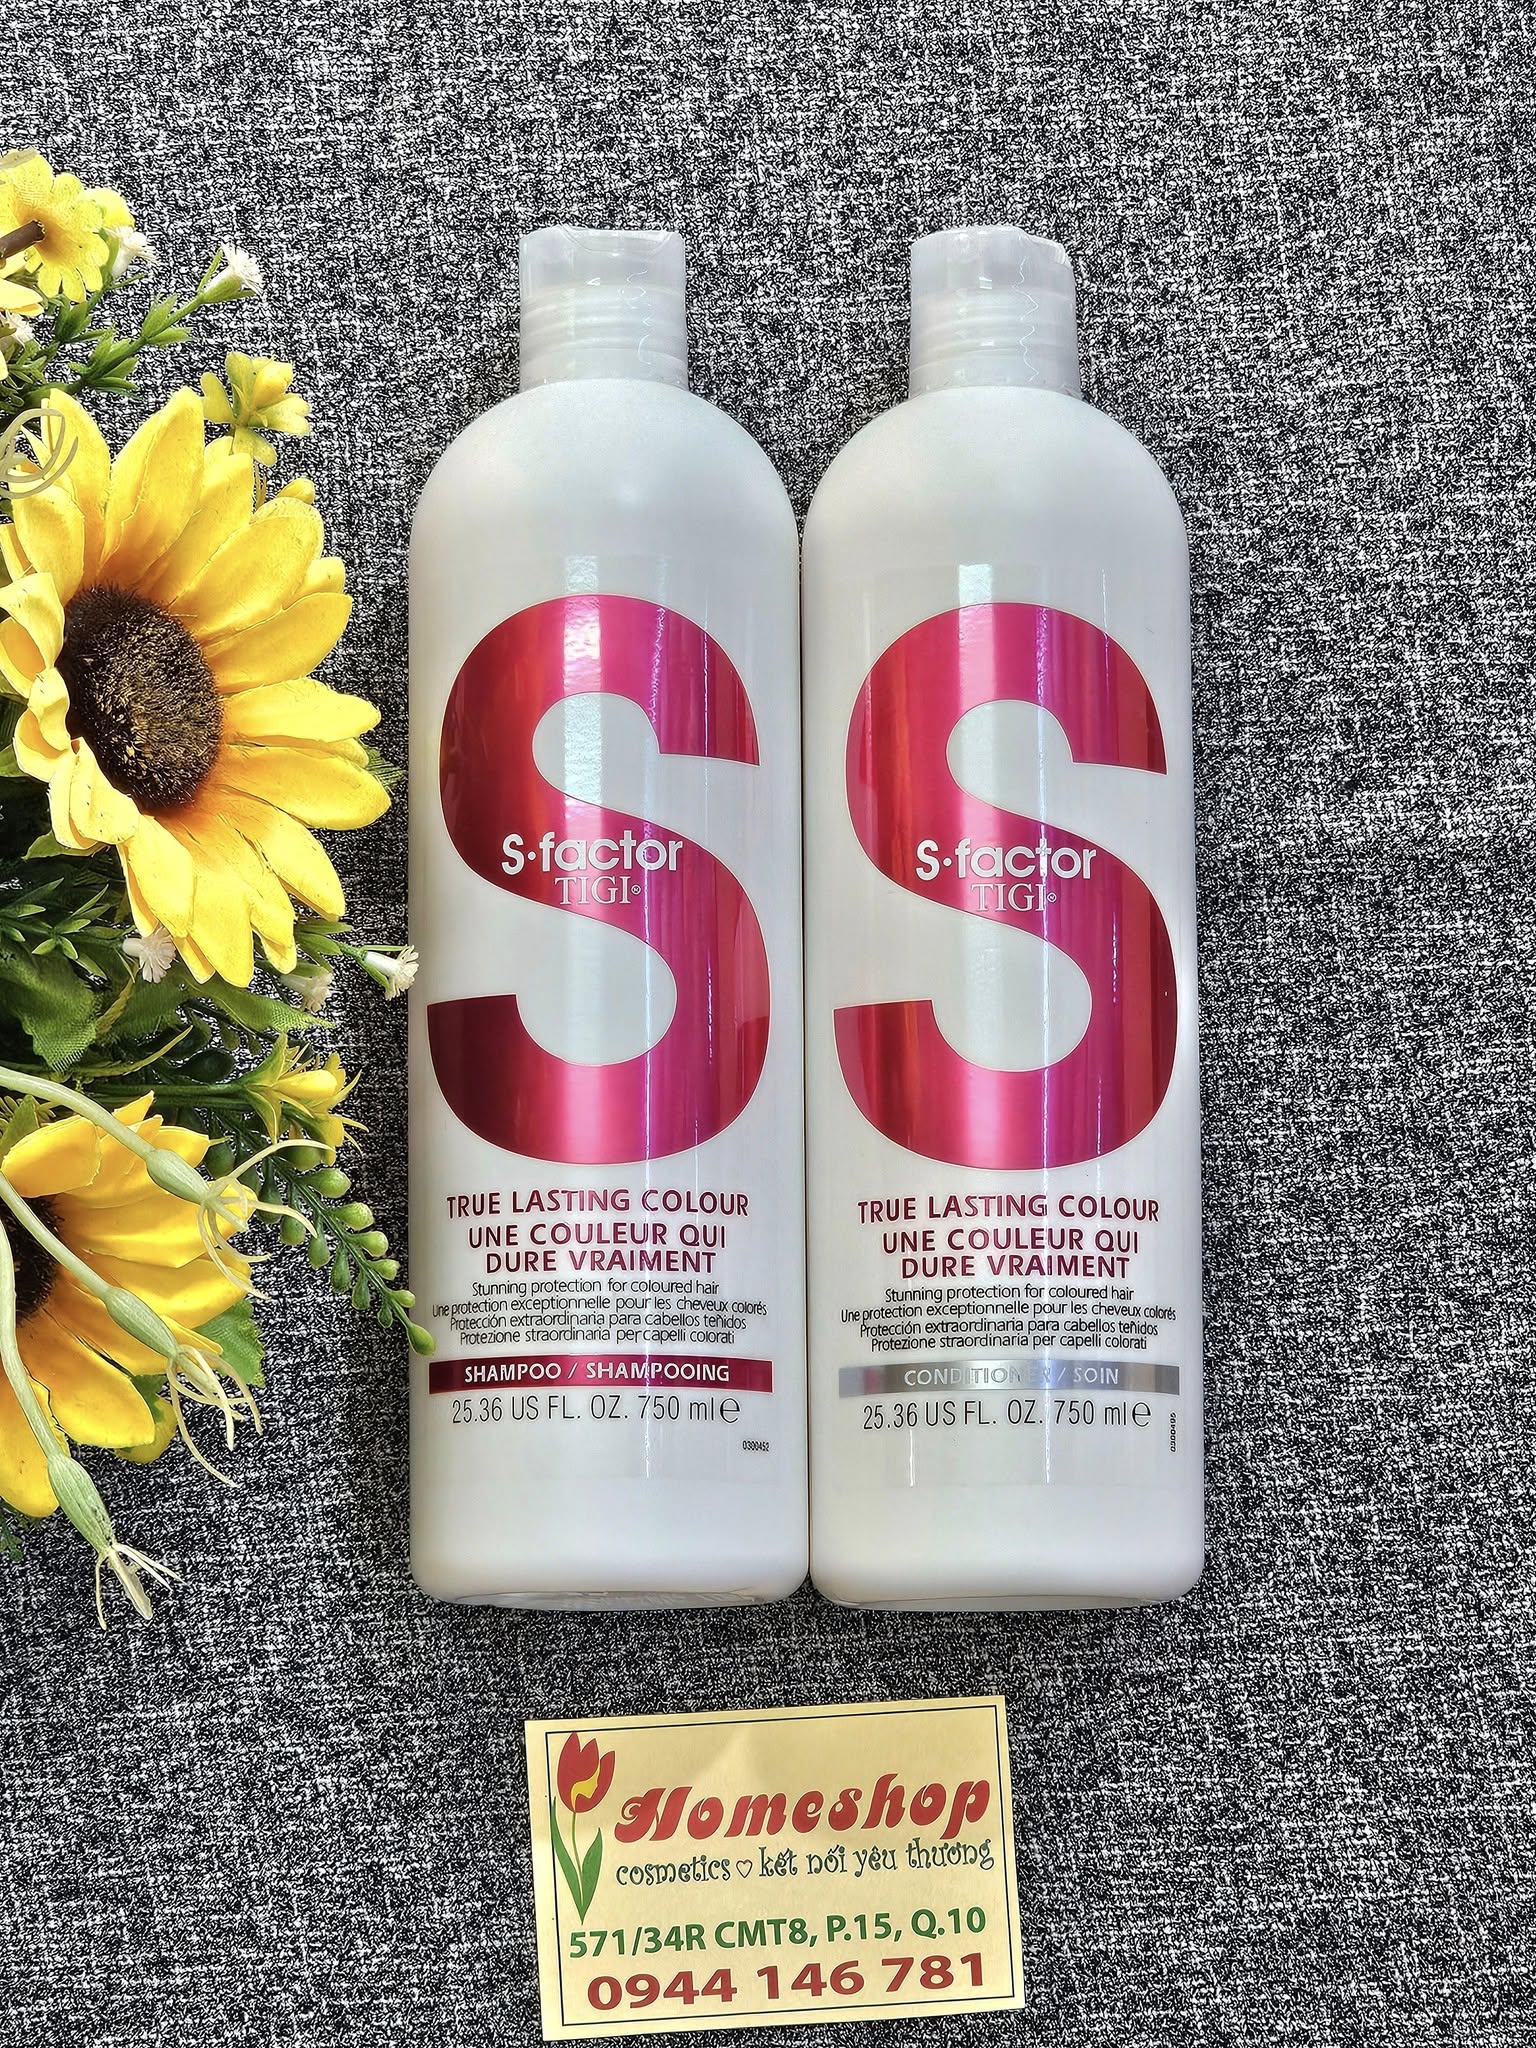 S·factor
TIGI®
TRUE LASTING COLOUR
UNE COULEUR QUI
DURE VRAIMENT
Stunning protection for coloured hair
Une protection exceptionnelle pour les cheveux colorés
Protección extraordinaria para cabellos teñidos
Protezione straordinaria per capelli colorati
SHAMPOO / SHAMPOOING
25.36 US FL. OZ. 750 ml ℮
0300452
S·factor
TIGI®
TRUE LASTING COLOUR
UNE COULEUR QUI
DURE VRAIMENT
Stunning protection for coloured hair
Une protection exceptionnelle pour les cheveux colorés
Protección extraordinaria para cabellos teñidos
Protezione straordinaria per capelli colorati
CONDITIONER / SOIN
25.36 US FL. OZ. 750 ml ℮
Homeshop
cosmetics ♡ kết nối yêu thương
571/34R CMT8, P.15, Q.10
0944 146 781